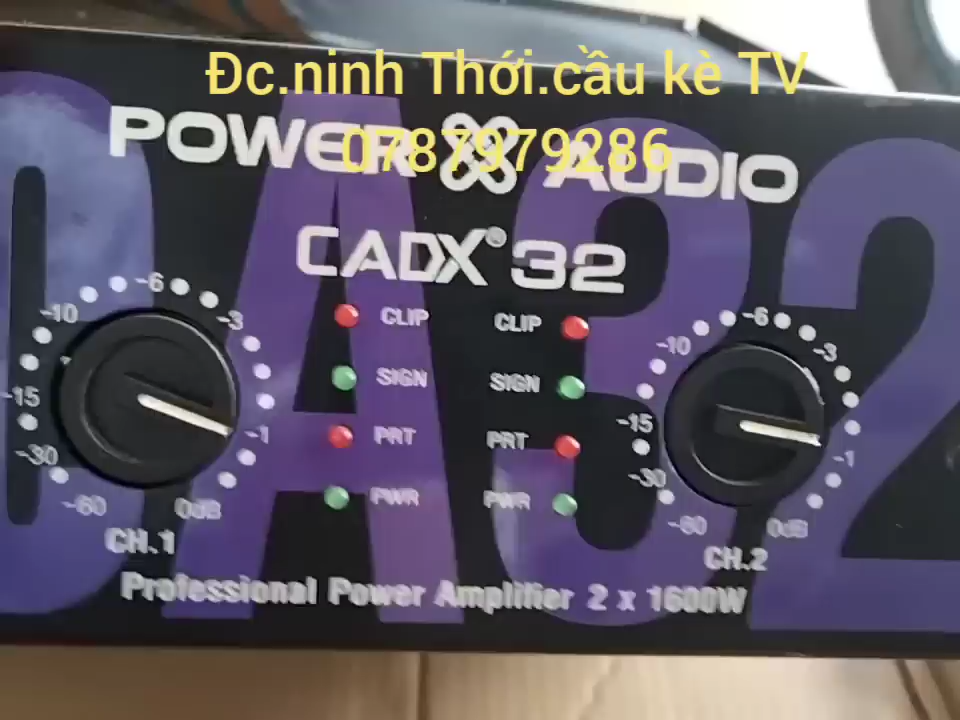 Đc.ninh Thới.cầu kè TV
0787979286
POWER AUDIO
CADX® 32
CLIP CLIP
SIGN SIGN
PRT PRT
PWR PWR
-60 -30 -15 -10 -6 -3 -1 0dB
CH.1
-60 -30 -15 -10 -6 -3 -1 0dB
CH.2
Professional Power Amplifier 2 x 1600W
CA32